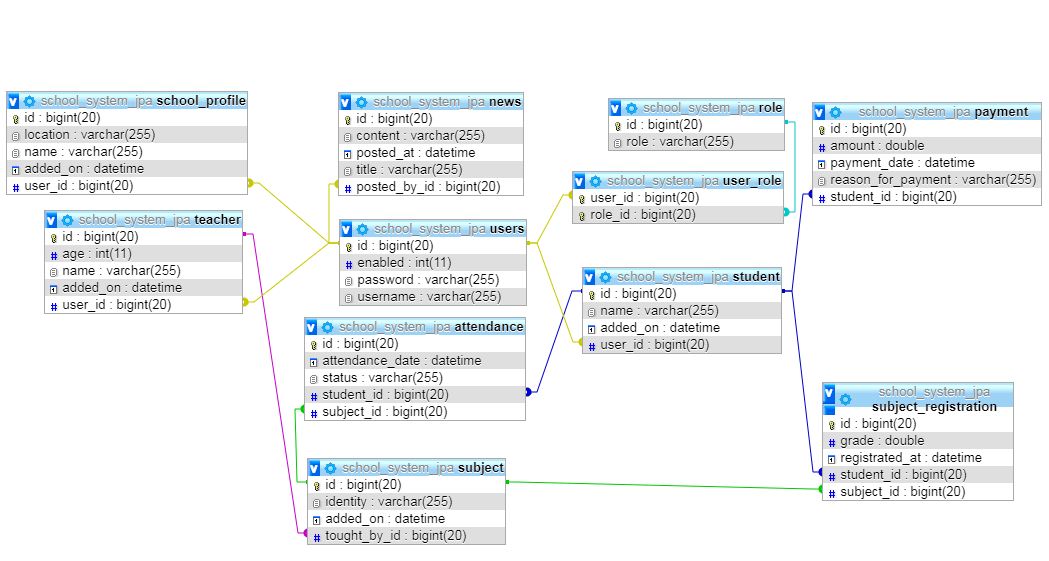 school_system_jpa school_profile
id : bigint(20)
location : varchar(255)
name : varchar(255)
added_on : datetime
user_id : bigint(20)
school_system_jpa news
id : bigint(20)
content : varchar(255)
posted_at : datetime
title : varchar(255)
posted_by_id : bigint(20)
school_system_jpa role
id : bigint(20)
role : varchar(255)
school_system_jpa payment
id : bigint(20)
amount : double
payment_date : datetime
reason_for_payment : varchar(255)
student_id : bigint(20)
school_system_jpa user_role
user_id : bigint(20)
role_id : bigint(20)
school_system_jpa teacher
id : bigint(20)
age : int(11)
name : varchar(255)
added_on : datetime
user_id : bigint(20)
school_system_jpa users
id : bigint(20)
enabled : int(11)
password : varchar(255)
username : varchar(255)
school_system_jpa student
id : bigint(20)
name : varchar(255)
added_on : datetime
user_id : bigint(20)
school_system_jpa attendance
id : bigint(20)
attendance_date : datetime
status : varchar(255)
student_id : bigint(20)
subject_id : bigint(20)
school_system_jpa
subject_registration
id : bigint(20)
grade : double
registrated_at : datetime
student_id : bigint(20)
subject_id : bigint(20)
school_system_jpa subject
id : bigint(20)
identity : varchar(255)
added_on : datetime
tought_by_id : bigint(20)